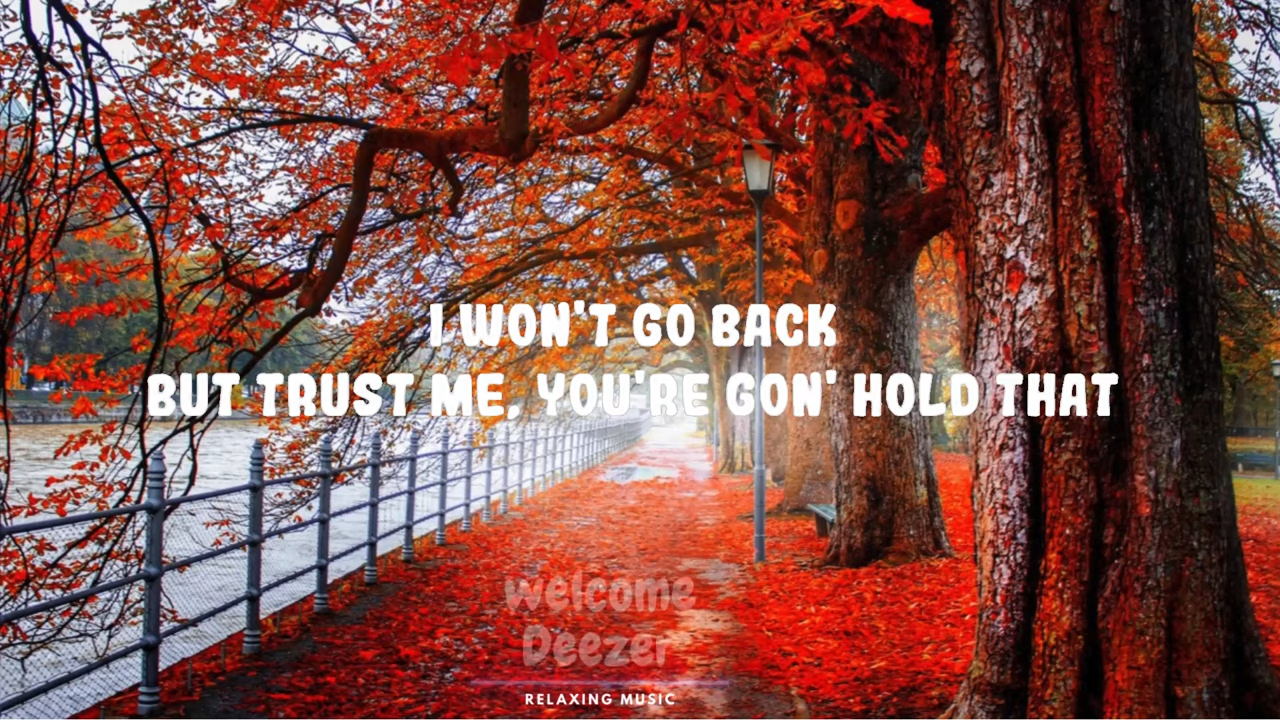 I WON'T GO BACK
BUT TRUST ME, YOU'RE GON' HOLD THAT
welcome
Deezer
RELAXING MUSIC